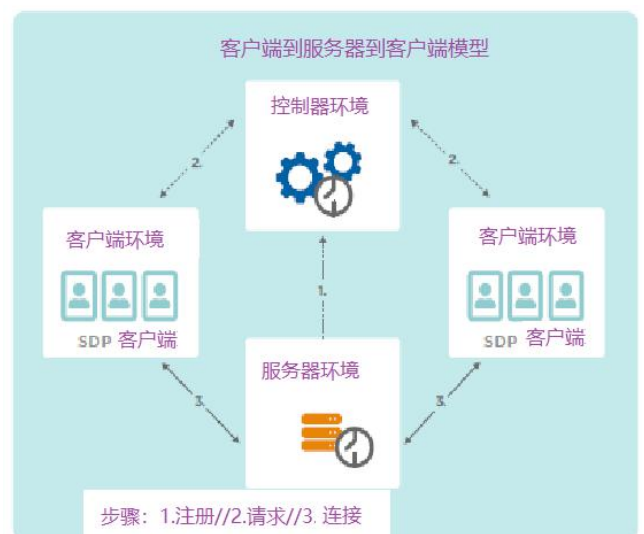 客户端到服务器到客户端模型
控制器环境
2.
2.
客户端环境
客户端环境
SDP 客户端
SDP 客户端
1.
服务器环境
3.
3.
步骤：1.注册//2.请求//3. 连接